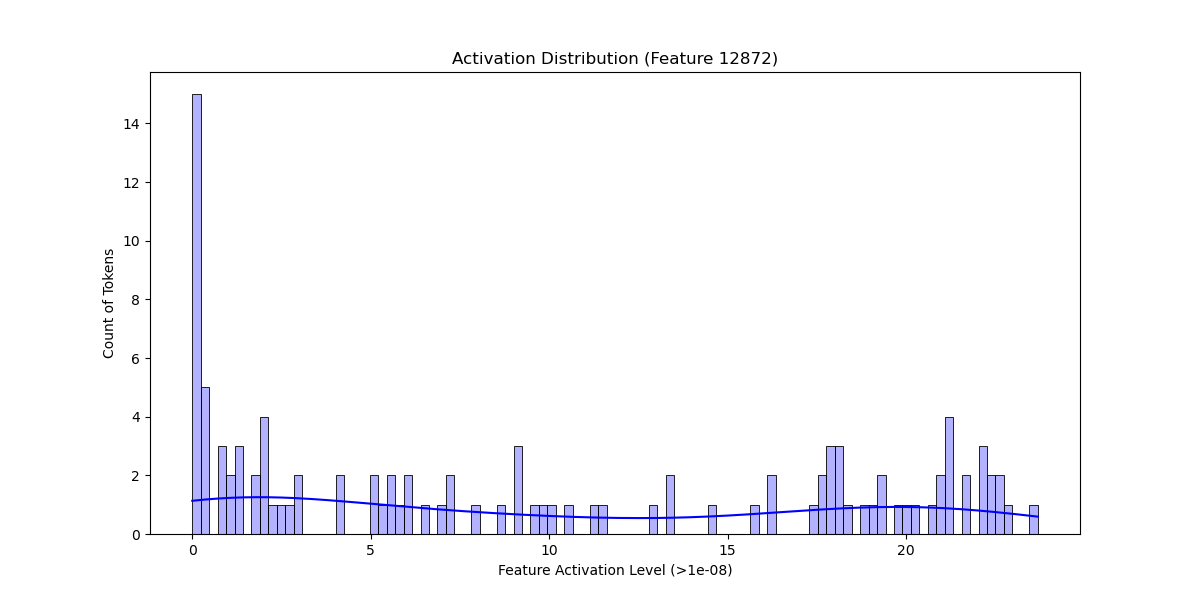 Activation Distribution (Feature 12872)
14
12
10
8
6
4
2
0
Count of Tokens
0 5 10 15 20
Feature Activation Level (>1e-08)